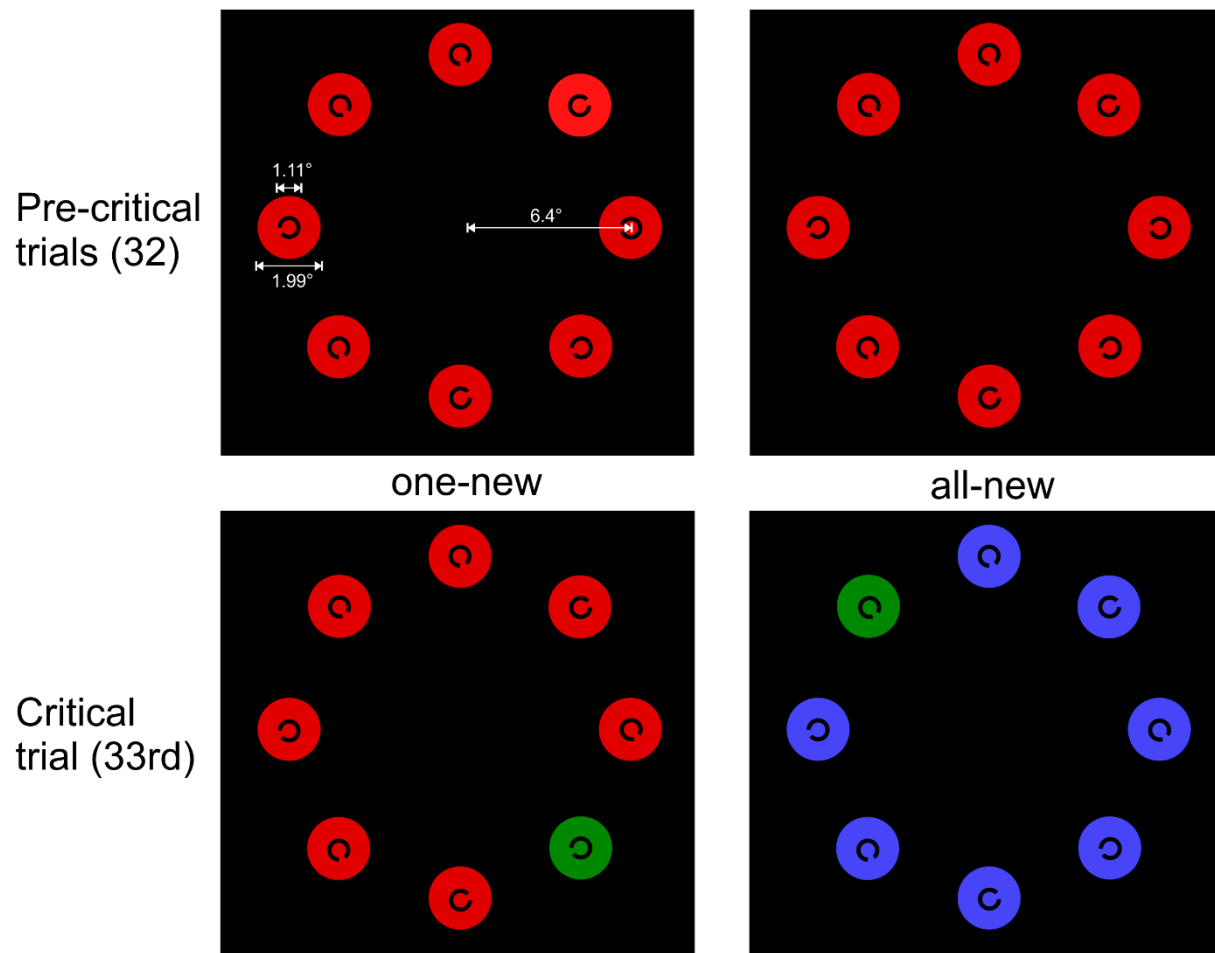 1.11°
Pre-critical
trials (32)
6.4°
1.99°
one-new
all-new
Critical
trial (33rd)